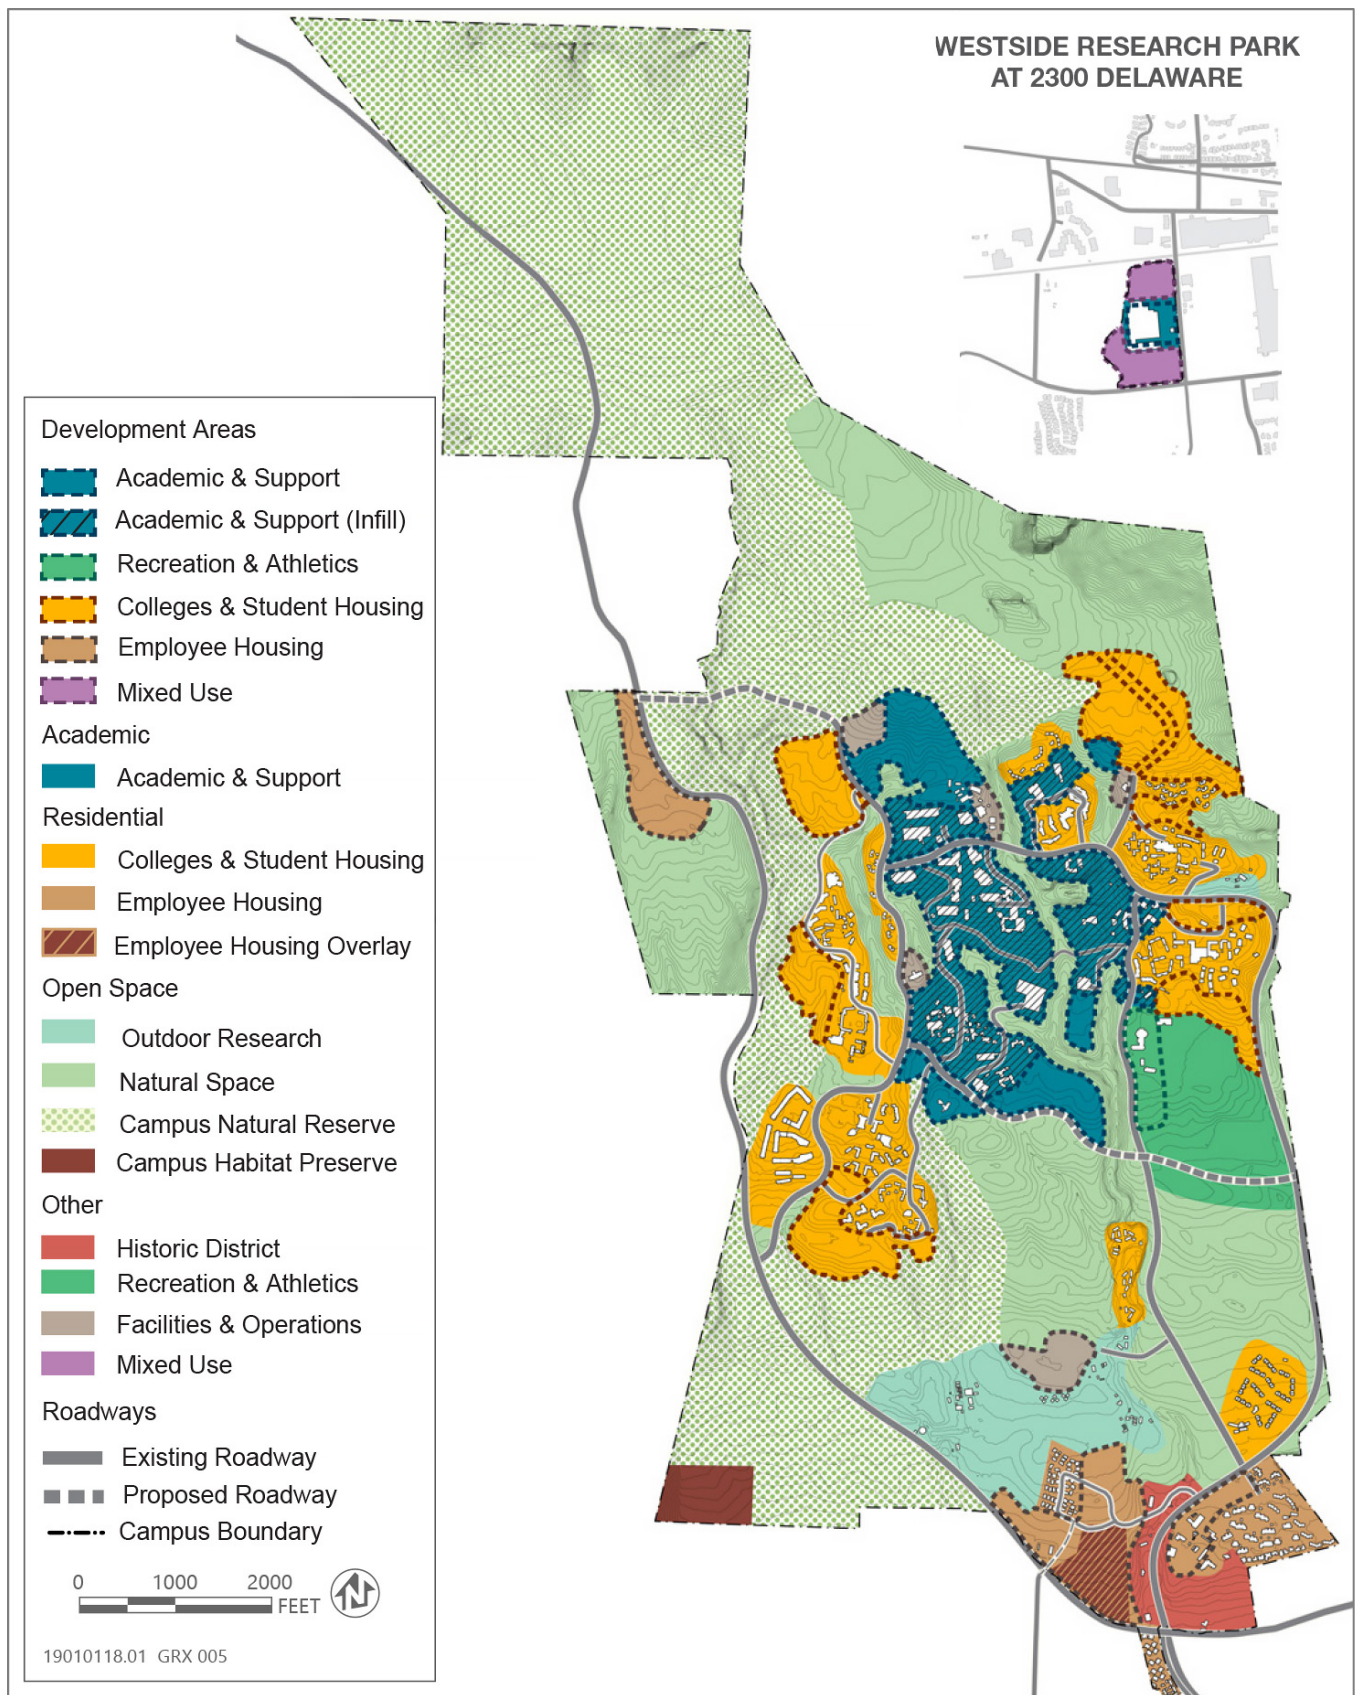 WESTSIDE RESEARCH PARK
AT 2300 DELAWARE
Development Areas
Academic & Support
Academic & Support (Infill)
Recreation & Athletics
Colleges & Student Housing
Employee Housing
Mixed Use
Academic
Academic & Support
Residential
Colleges & Student Housing
Employee Housing
Employee Housing Overlay
Open Space
Outdoor Research
Natural Space
Campus Natural Reserve
Campus Habitat Preserve
Other
Historic District
Recreation & Athletics
Facilities & Operations
Mixed Use
Roadways
Existing Roadway
Proposed Roadway
Campus Boundary
0 1000 2000
FEET
N
19010118.01 GRX 005